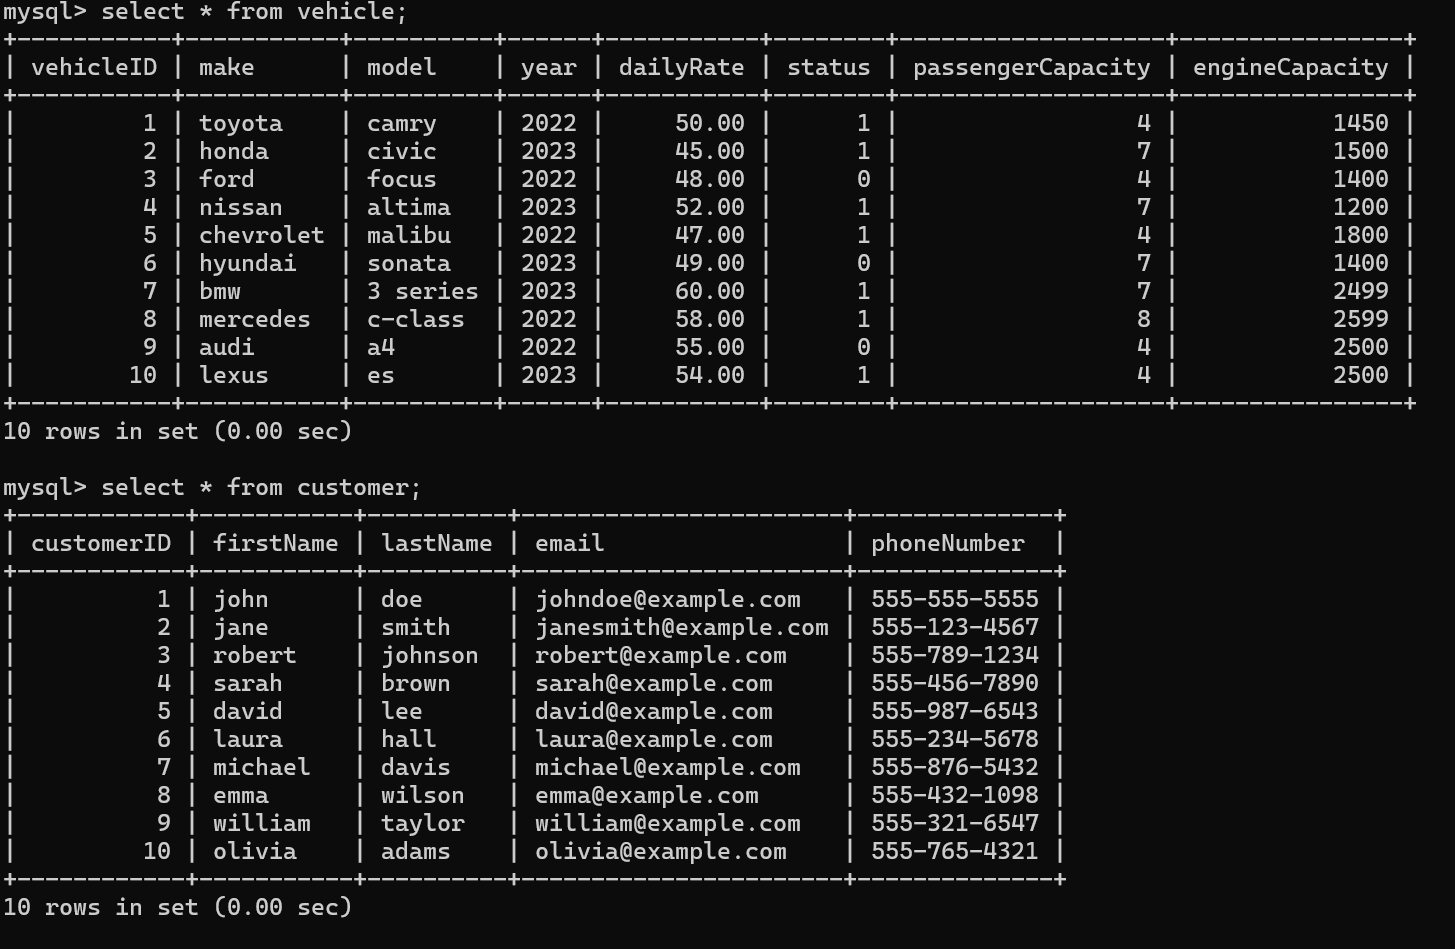 mysql> select * from vehicle;
+-----------+-----------+----------+------+-----------+--------+-------------------+----------------+
| vehicleID | make      | model    | year | dailyRate | status | passengerCapacity | engineCapacity |
+-----------+-----------+----------+------+-----------+--------+-------------------+----------------+
|         1 | toyota    | camry    | 2022 |     50.00 |      1 |                 4 |           1450 |
|         2 | honda     | civic    | 2023 |     45.00 |      1 |                 7 |           1500 |
|         3 | ford      | focus    | 2022 |     48.00 |      0 |                 4 |           1400 |
|         4 | nissan    | altima   | 2023 |     52.00 |      1 |                 7 |           1200 |
|         5 | chevrolet | malibu   | 2022 |     47.00 |      1 |                 4 |           1800 |
|         6 | hyundai   | sonata   | 2023 |     49.00 |      0 |                 7 |           1400 |
|         7 | bmw       | 3 series | 2023 |     60.00 |      1 |                 7 |           2499 |
|         8 | mercedes  | c-class  | 2022 |     58.00 |      1 |                 8 |           2599 |
|         9 | audi      | a4       | 2022 |     55.00 |      0 |                 4 |           2500 |
|        10 | lexus     | es       | 2023 |     54.00 |      1 |                 4 |           2500 |
+-----------+-----------+----------+------+-----------+--------+-------------------+----------------+
10 rows in set (0.00 sec)

mysql> select * from customer;
+------------+-----------+----------+-----------------------+--------------+
| customerID | firstName | lastName | email                 | phoneNumber  |
+------------+-----------+----------+-----------------------+--------------+
|          1 | john      | doe      | johndoe@example.com   | 555-555-5555 |
|          2 | jane      | smith    | janesmith@example.com | 555-123-4567 |
|          3 | robert    | johnson  | robert@example.com    | 555-789-1234 |
|          4 | sarah     | brown    | sarah@example.com     | 555-456-7890 |
|          5 | david     | lee      | david@example.com     | 555-987-6543 |
|          6 | laura     | hall     | laura@example.com     | 555-234-5678 |
|          7 | michael   | davis    | michael@example.com   | 555-876-5432 |
|          8 | emma      | wilson   | emma@example.com      | 555-432-1098 |
|          9 | william   | taylor   | william@example.com   | 555-321-6547 |
|         10 | olivia    | adams    | olivia@example.com    | 555-765-4321 |
+------------+-----------+----------+-----------------------+--------------+
10 rows in set (0.00 sec)